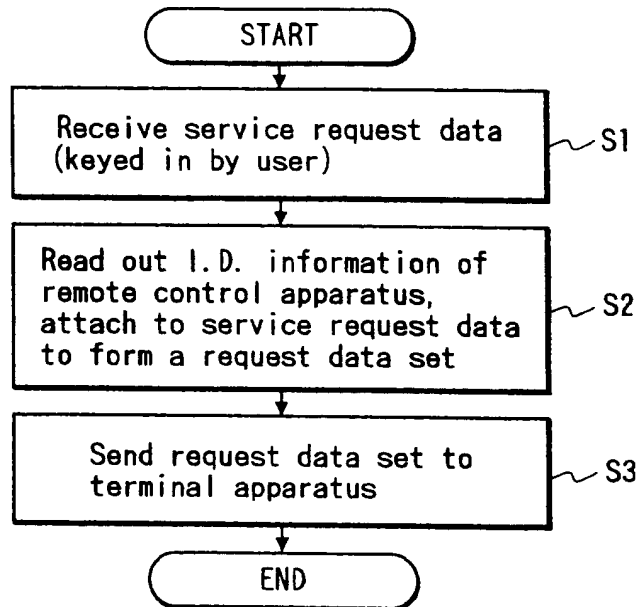 START
Receive service request data
(keyed in by user)
S1
Read out I.D. information of
remote control apparatus,
attach to service request data
to form a request data set
S2
Send request data set to
terminal apparatus
S3
END